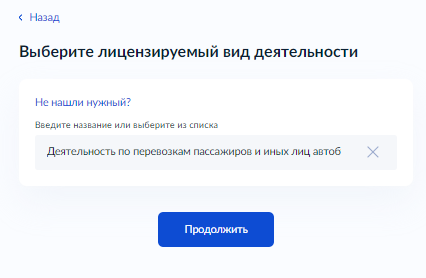 Назад
Выберите лицензируемый вид деятельности
Не нашли нужный?
Введите название или выберите из списка
Деятельность по перевозкам пассажиров и иных лиц автоб
Продолжить